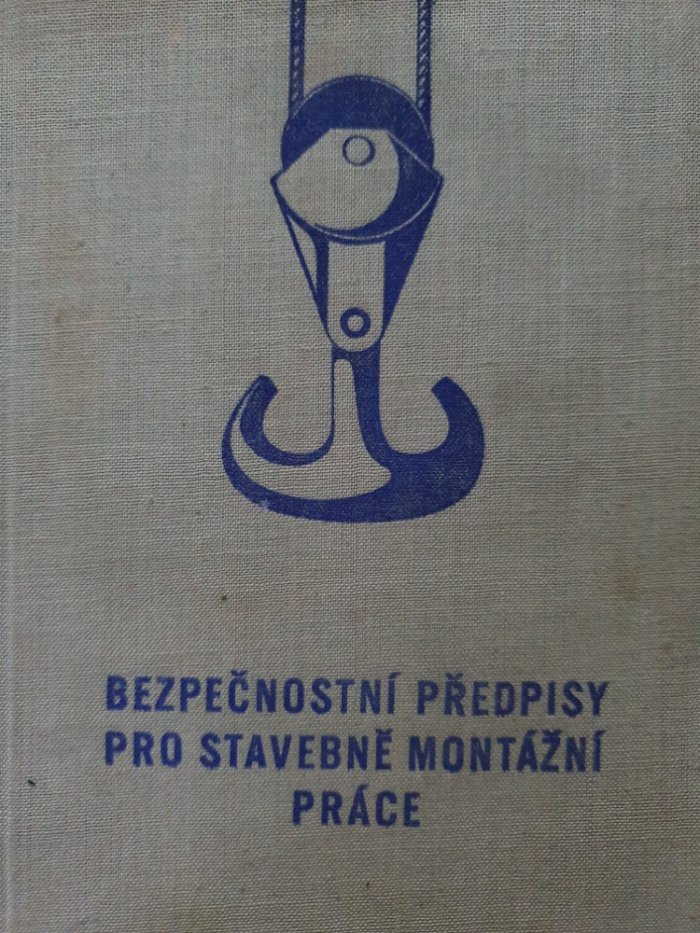 BEZPEČNOSTNÍ PŘEDPISY
PRO STAVEBNĚ MONTÁŽNÍ
PRÁCE